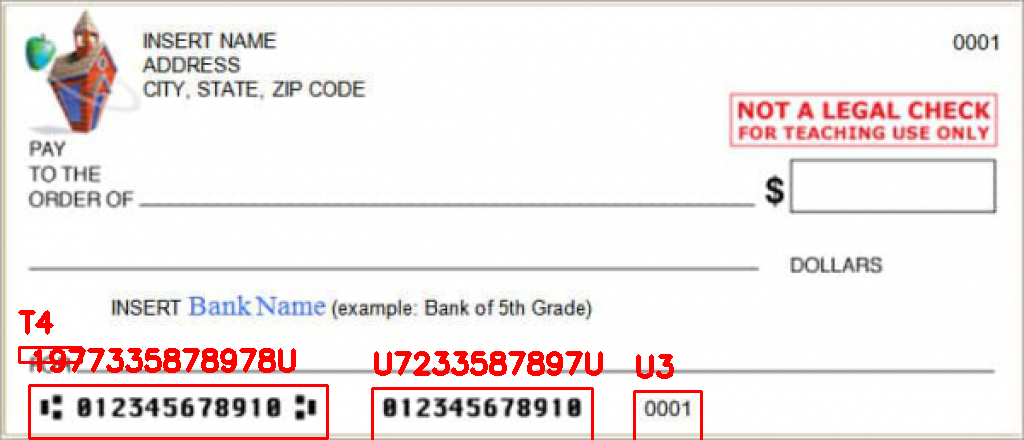 INSERT NAME
ADDRESS
CITY, STATE, ZIP CODE
0001
NOT A LEGAL CHECK
FOR TEACHING USE ONLY
PAY
TO THE
ORDER OF
$
DOLLARS
INSERT Bank Name (example: Bank of 5th Grade)
T4
1977335878978U
U7233587897U
U3
⑆ 012345678910 ⑆
012345678910
0001